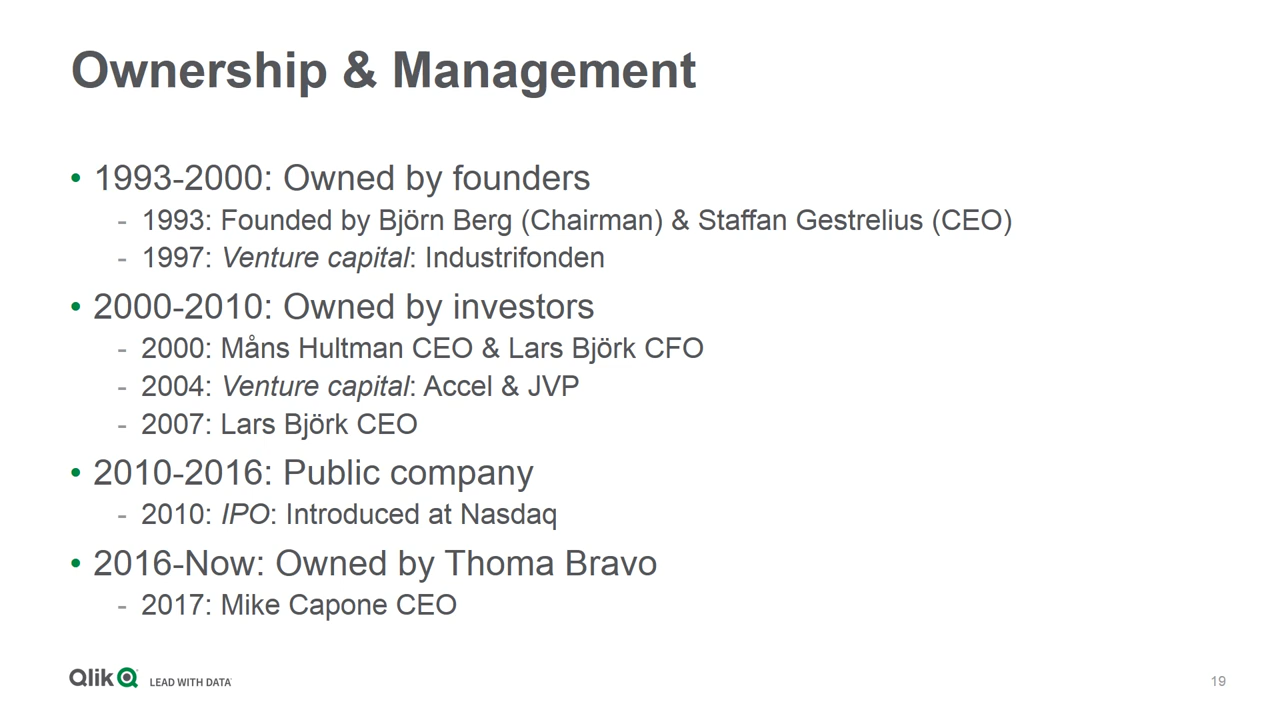 Ownership & Management
• 1993-2000: Owned by founders
- 1993: Founded by Björn Berg (Chairman) & Staffan Gestrelius (CEO)
- 1997: Venture capital: Industrifonden
• 2000-2010: Owned by investors
- 2000: Måns Hultman CEO & Lars Björk CFO
- 2004: Venture capital: Accel & JVP
- 2007: Lars Björk CEO
• 2010-2016: Public company
- 2010: IPO: Introduced at Nasdaq
• 2016-Now: Owned by Thoma Bravo
- 2017: Mike Capone CEO
Qlik LEAD WITH DATA
19